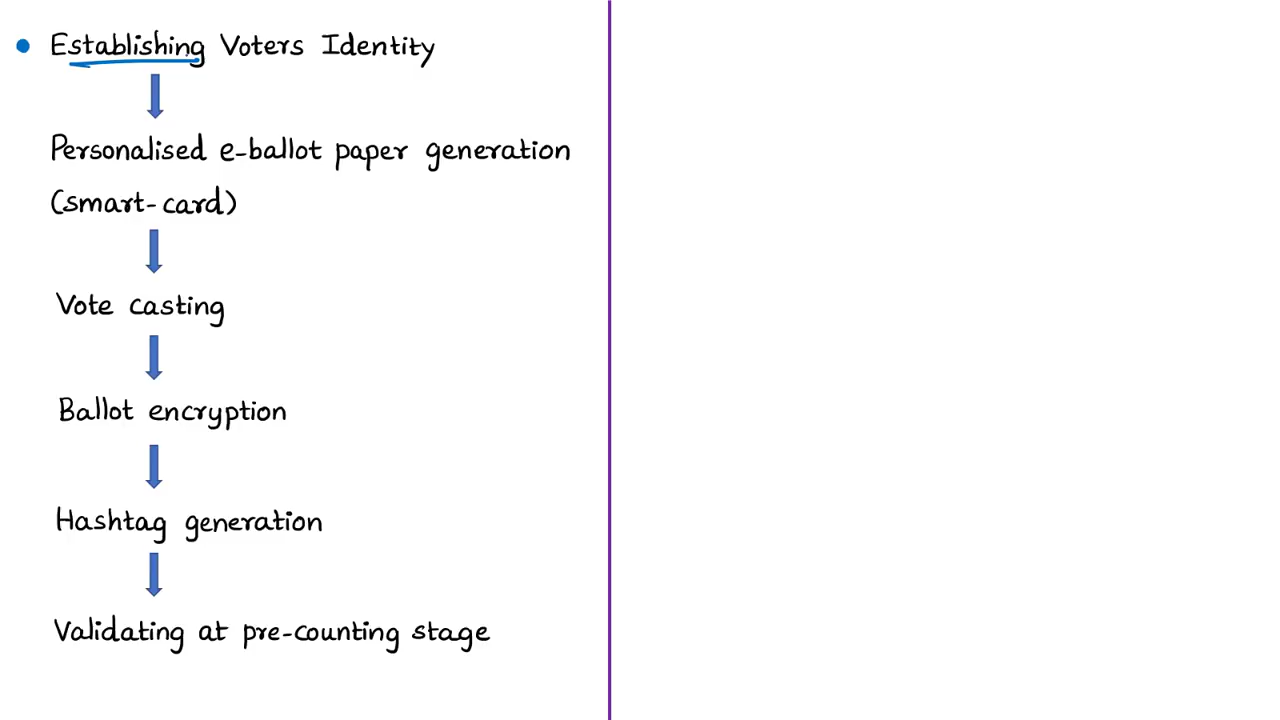 Establishing Voters Identity
Personalised e-ballot paper generation
(smart-card)
Vote casting
Ballot encryption
Hashtag generation
Validating at pre-counting stage